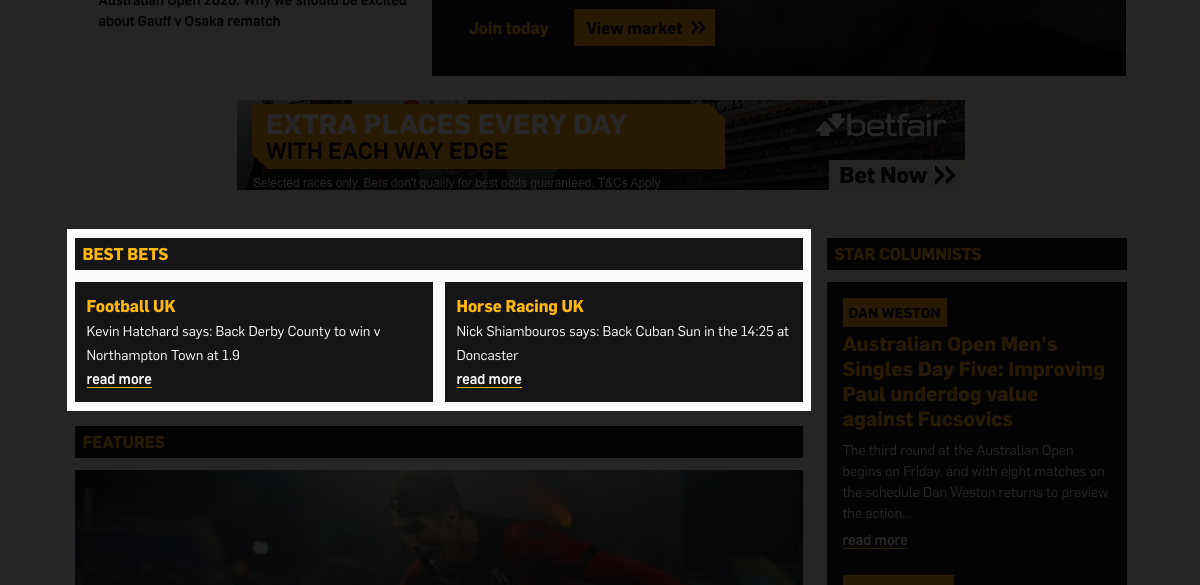 Australian Open 2020: Why we should be excited
about Gauff v Osaka rematch
Join today
View market
EXTRA PLACES EVERY DAY
WITH EACH WAY EDGE
Selected races only. Bets don't qualify for best odds guaranteed. T&Cs Apply
betfair
Bet Now
BEST BETS
Football UK
Kevin Hatchard says: Back Derby County to win v
Northampton Town at 1.9
read more
Horse Racing UK
Nick Shiambouros says: Back Cuban Sun in the 14:25 at
Doncaster
read more
FEATURES
STAR COLUMNISTS
DAN WESTON
Australian Open Men's
Singles Day Five: Improving
Paul underdog value
against Fucsovics
The third round at the Australian Open
begins on Friday, and with eight matches on
the schedule Dan Weston returns to preview
the action...
read more